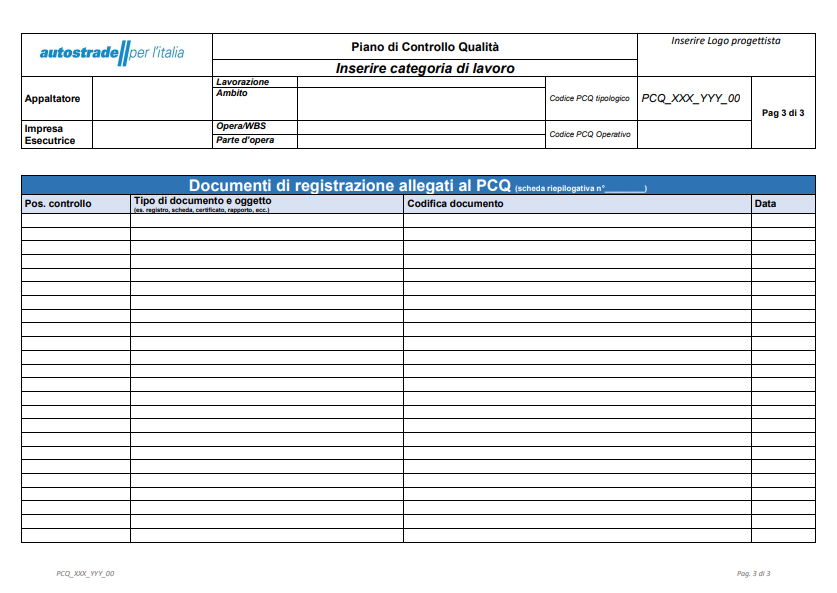 autostrade per l'italia
Piano di Controllo Qualità
Inserire Logo progettista
Inserire categoria di lavoro
Appaltatore
Lavorazione
Ambito
Codice PCQ tipologico
PCQ_XXX_YYY_00
Pag 3 di 3
Impresa
Esecutrice
Opera/WBS
Parte d'opera
Codice PCQ Operativo
Documenti di registrazione allegati al PCQ (scheda riepilogativa n°________)
Pos. controllo
Tipo di documento e oggetto
(es. registro, scheda, certificato, rapporto, ecc.)
Codifica documento
Data
PCQ_XXX_YYY_00
Pag. 3 di 3